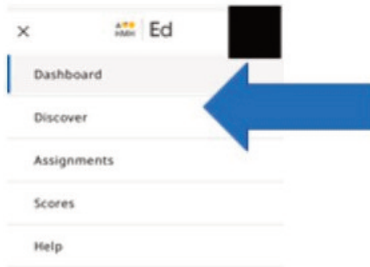 HMH Ed
Dashboard
Discover
Assignments
Scores
Help